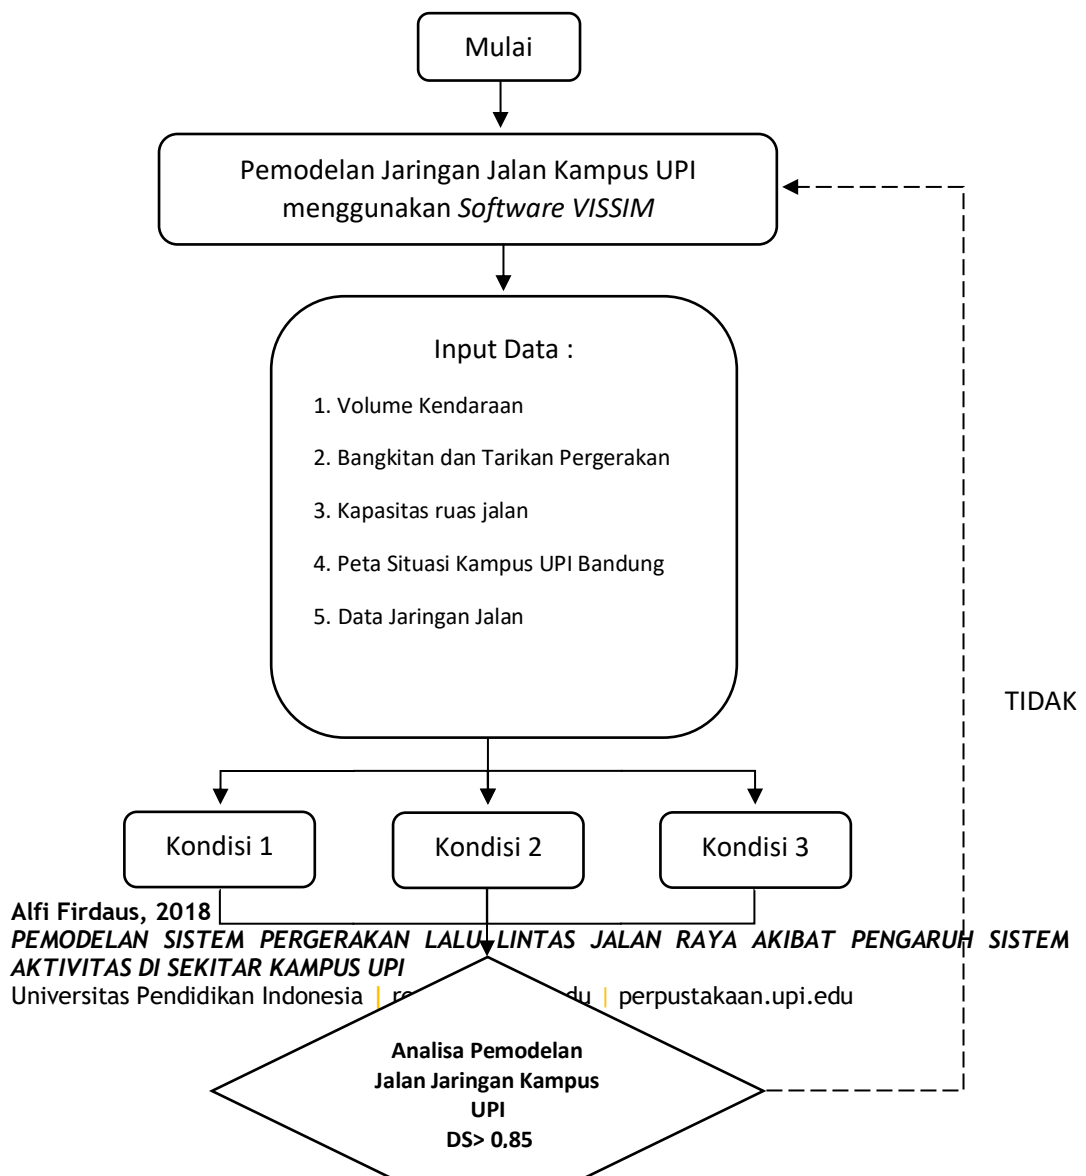 Mulai
Pemodelan Jaringan Jalan Kampus UPI
menggunakan Software VISSIM
Input Data :
1. Volume Kendaraan
2. Bangkitan dan Tarikan Pergerakan
3. Kapasitas ruas jalan
4. Peta Situasi Kampus UPI Bandung
5. Data Jaringan Jalan
TIDAK
Kondisi 1
Kondisi 2
Kondisi 3
Alfi Firdaus, 2018
PEMODELAN SISTEM PERGERAKAN LALU LINTAS JALAN RAYA AKIBAT PENGARUH SISTEM
AKTIVITAS DI SEKITAR KAMPUS UPI
Universitas Pendidikan Indonesia | | perpustakaan.upi.edu
Analisa Pemodelan
Jalan Jaringan Kampus
UPI
DS> 0,85